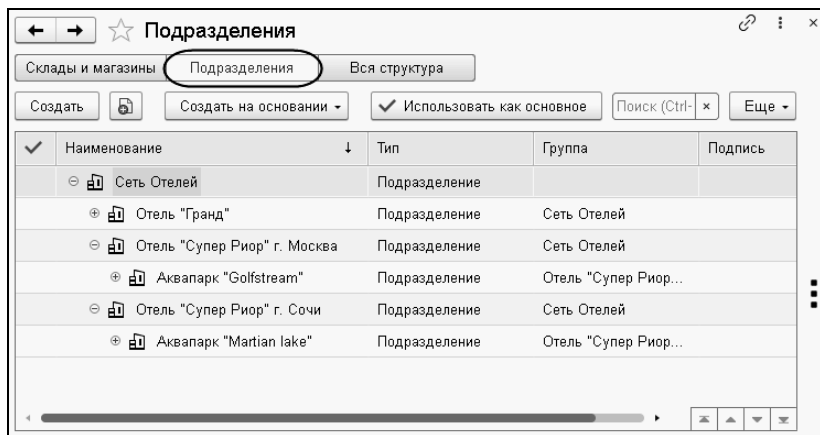 Подразделения
Склады и магазины Подразделения Вся структура
Создать Создать на основании Использовать как основное Поиск (Ctrl- × Еще
Наименование ↓ Тип Группа Подпись
Сеть Отелей Подразделение
Отель "Гранд" Подразделение Сеть Отелей
Отель "Супер Риор" г. Москва Подразделение Сеть Отелей
Аквапарк "Golfstream" Подразделение Отель "Супер Риор...
Отель "Супер Риор" г. Сочи Подразделение Сеть Отелей
Аквапарк "Martian lake" Подразделение Отель "Супер Риор...